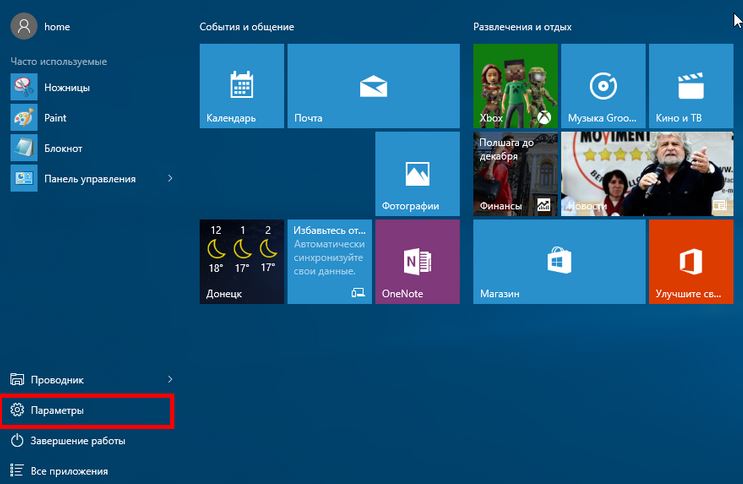 home
Часто используемые
Ножницы
Paint
Блокнот
Панель управления
Проводник
Параметры
Завершение работы
Все приложения
События и общение
Календарь
Почта
Фотографии
12 1 2
18° 17° 17°
Донецк
Избавьтесь от...
Автоматически
синхронизируйте
свои данные.
OneNote
Развлечения и отдых
Xbox
Музыка Groo...
Кино и ТВ
Полшага до
декабря
Финансы
MOVIMENT
Новости
Магазин
Улучшите св...